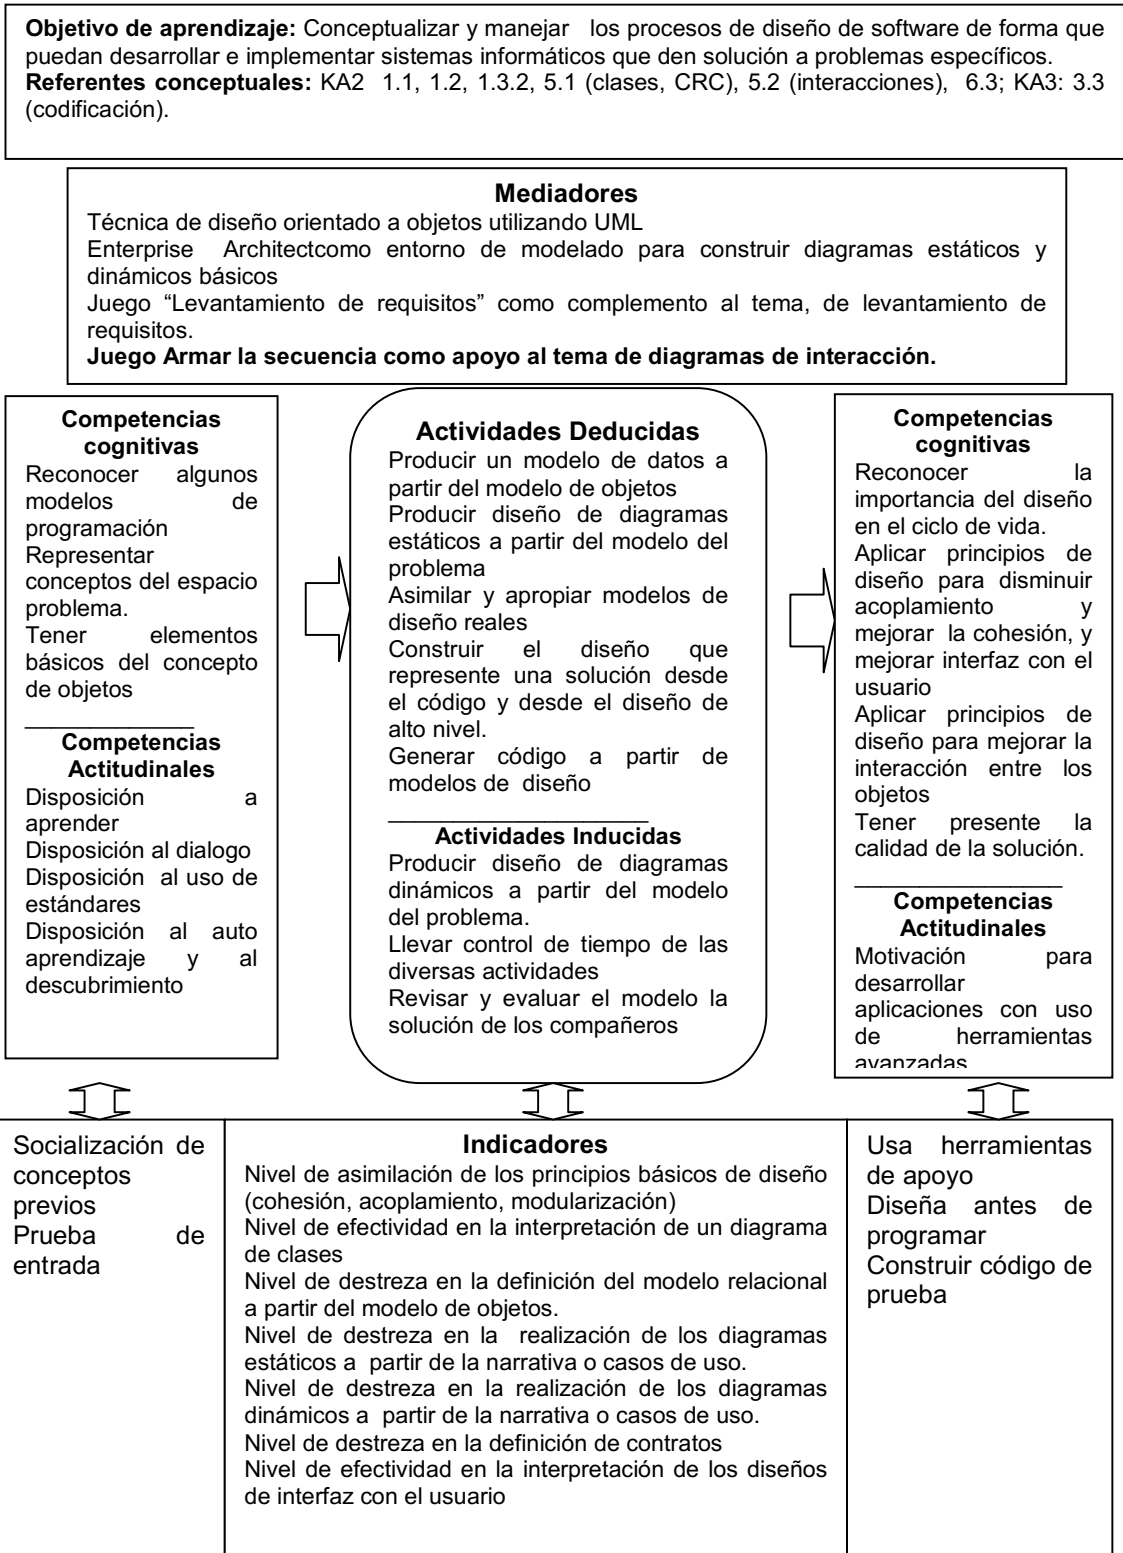 Objetivo de aprendizaje: Conceptualizar y manejar los procesos de diseño de software de forma que
puedan desarrollar e implementar sistemas informáticos que den solución a problemas específicos.
Referentes conceptuales: KA2 1.1, 1.2, 1.3.2, 5.1 (clases, CRC), 5.2 (interacciones), 6.3; KA3: 3.3
(codificación).
Mediadores
Técnica de diseño orientado a objetos utilizando UML
Enterprise Architectcomo entorno de modelado para construir diagramas estáticos y
dinámicos básicos
Juego “Levantamiento de requisitos” como complemento al tema, de levantamiento de
requisitos.
Juego Armar la secuencia como apoyo al tema de diagramas de interacción.
Competencias
cognitivas
Reconocer algunos
modelos de
programación
Representar
conceptos del espacio
problema.
Tener elementos
básicos del concepto
de objetos
Competencias
Actitudinales
Disposición a
aprender
Disposición al dialogo
Disposición al uso de
estándares
Disposición al auto
aprendizaje y al
descubrimiento
Actividades Deducidas
Producir un modelo de datos a
partir del modelo de objetos
Producir diseño de diagramas
estáticos a partir del modelo del
problema
Asimilar y apropiar modelos de
diseño reales
Construir el diseño que
represente una solución desde
el código y desde el diseño de
alto nivel.
Generar código a partir de
modelos de diseño
Actividades Inducidas
Producir diseño de diagramas
dinámicos a partir del modelo
del problema.
Llevar control de tiempo de las
diversas actividades
Revisar y evaluar el modelo la
solución de los compañeros
Competencias
cognitivas
Reconocer la
importancia del diseño
en el ciclo de vida.
Aplicar principios de
diseño para disminuir
acoplamiento y
mejorar la cohesión, y
mejorar interfaz con el
usuario
Aplicar principios de
diseño para mejorar la
interacción entre los
objetos
Tener presente la
calidad de la solución.
Competencias
Actitudinales
Motivación para
desarrollar
aplicaciones con uso
de herramientas
avanzadas
Socialización de
conceptos
previos
Prueba de
entrada
Indicadores
Nivel de asimilación de los principios básicos de diseño
(cohesión, acoplamiento, modularización)
Nivel de efectividad en la interpretación de un diagrama
de clases
Nivel de destreza en la definición del modelo relacional
a partir del modelo de objetos.
Nivel de destreza en la realización de los diagramas
estáticos a partir de la narrativa o casos de uso.
Nivel de destreza en la realización de los diagramas
dinámicos a partir de la narrativa o casos de uso.
Nivel de destreza en la definición de contratos
Nivel de efectividad en la interpretación de los diseños
de interfaz con el usuario
Usa herramientas
de apoyo
Diseña antes de
programar
Construir código de
prueba